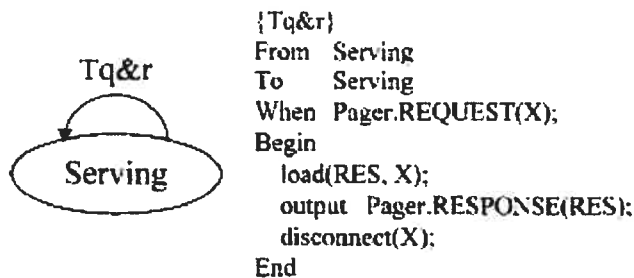 Tq&r
Serving
{Tq&r}
From Serving
To Serving
When Pager.REQUEST(X);
Begin
load(RES, X);
output Pager.RESPONSE(RES);
disconnect(X);
End